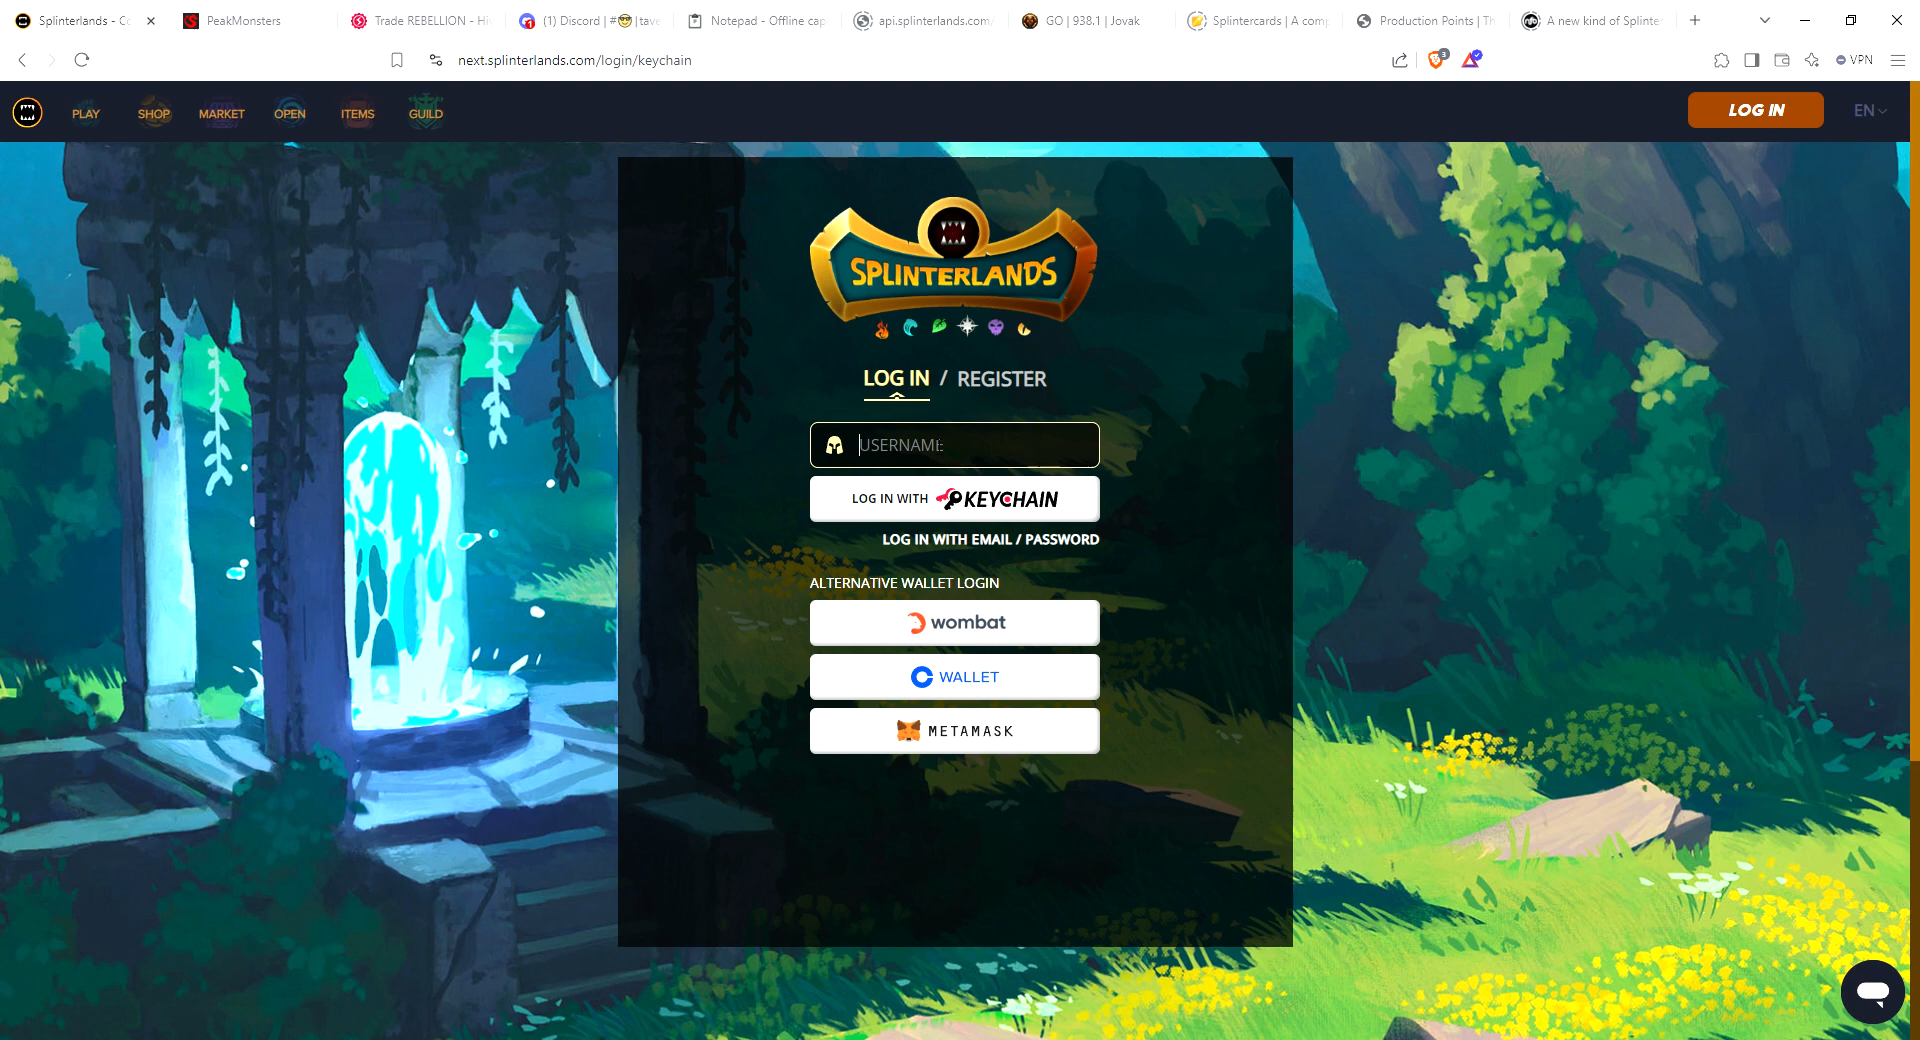 Splinterlands - Co
PeakMonsters
Trade REBELLION - Hi
(1) Discord | #😎|tave
Notepad - Offline cap
api.splinterlands.com/
GO | 938.1 | Jovak
Splintercards | A comp
Production Points | Th
A new kind of Splinte
next.splinterlands.com/login/keychain
3
VPN
PLAY
SHOP
MARKET
OPEN
ITEMS
GUILD
LOG IN
EN
SPLINTERLANDS
LOG IN / REGISTER
USERNAME
LOG IN WITH KEYCHAIN
LOG IN WITH EMAIL / PASSWORD
ALTERNATIVE WALLET LOGIN
wombat
WALLET
METAMASK